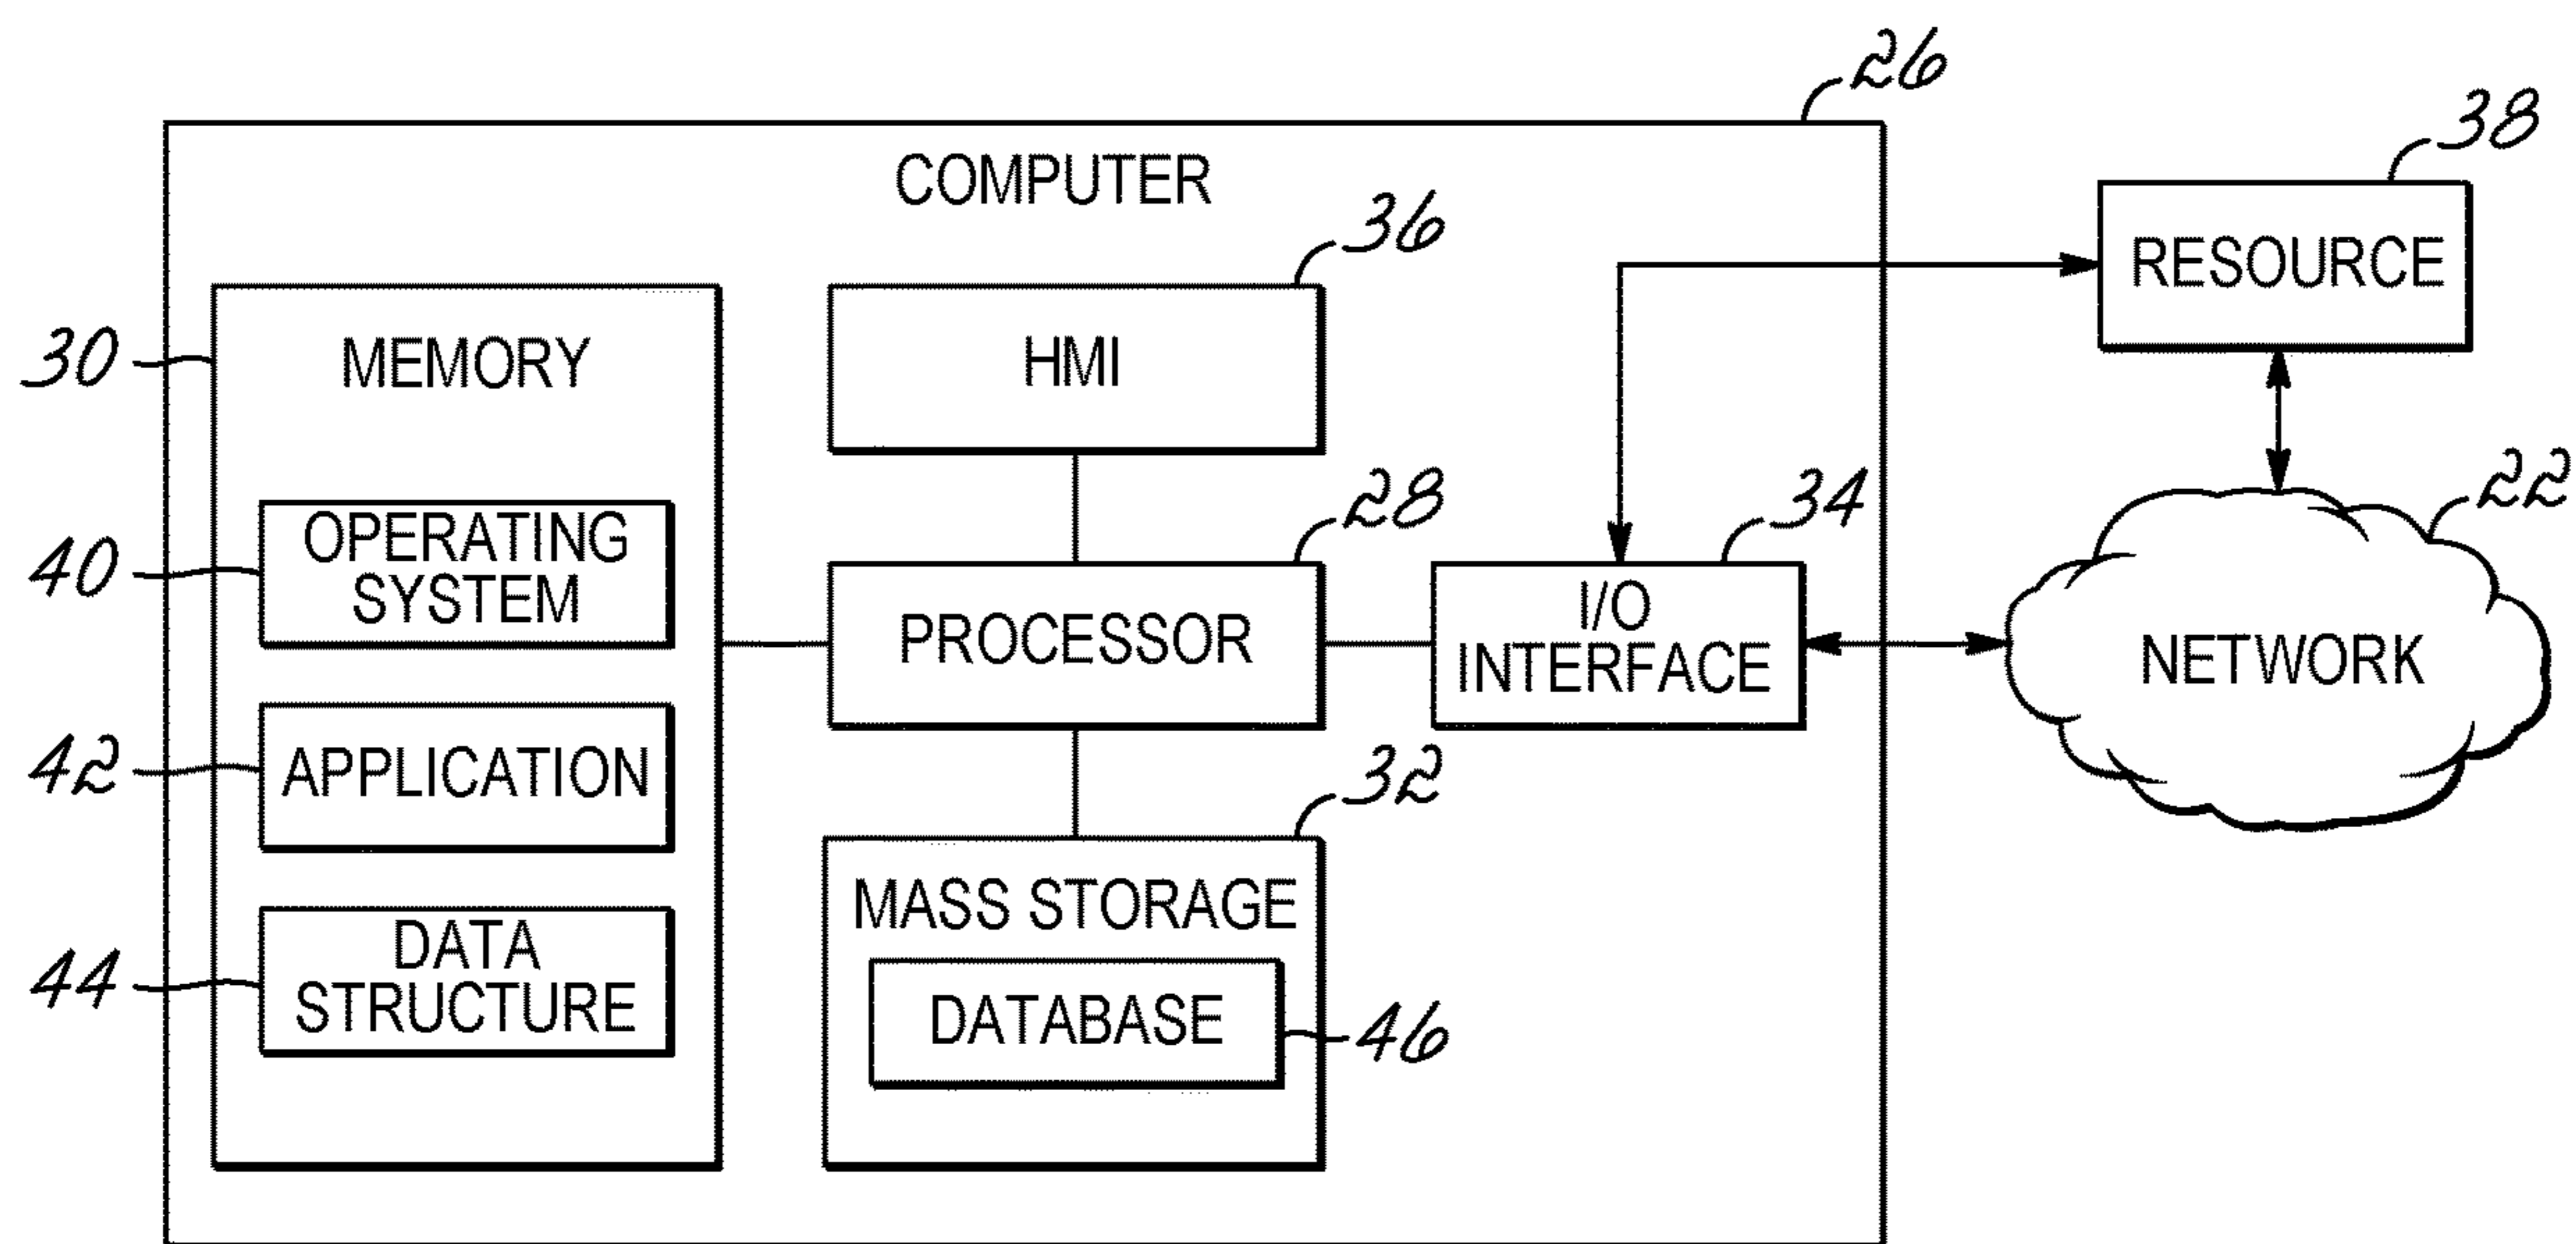 26
COMPUTER
38
RESOURCE
36
HMI
30
MEMORY
40
OPERATING
SYSTEM
28
PROCESSOR
34
I/O
INTERFACE
22
NETWORK
42
APPLICATION
32
MASS STORAGE
44
DATA
STRUCTURE
DATABASE
46